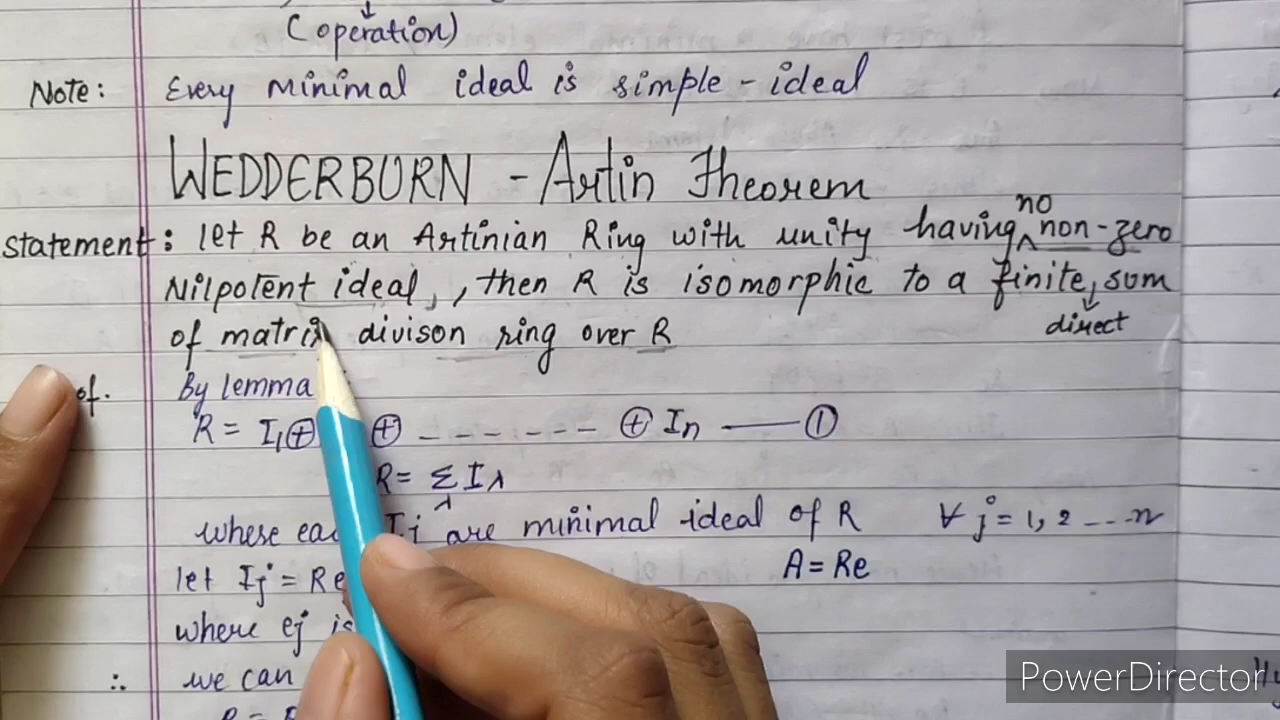 (operation)
Note: Every minimal ideal is simple - ideal
WEDDERBURN - Artin Theorem
no
statement: let R be an Artinian Ring with unity having ^ non-zero
Nilpotent ideal, , then R is isomorphic to a finite, sum
direct
of matrix divison ring over R
of. By lemma
R = I₁ ⊕ ⊕ ------- ⊕ In —— ①
R = Σ Iλ
λ
where each Ij are minimal ideal of R ∀ j = 1, 2 ---n
let Ij = Re A = Re
where ej is
∴ we can
PowerDirector